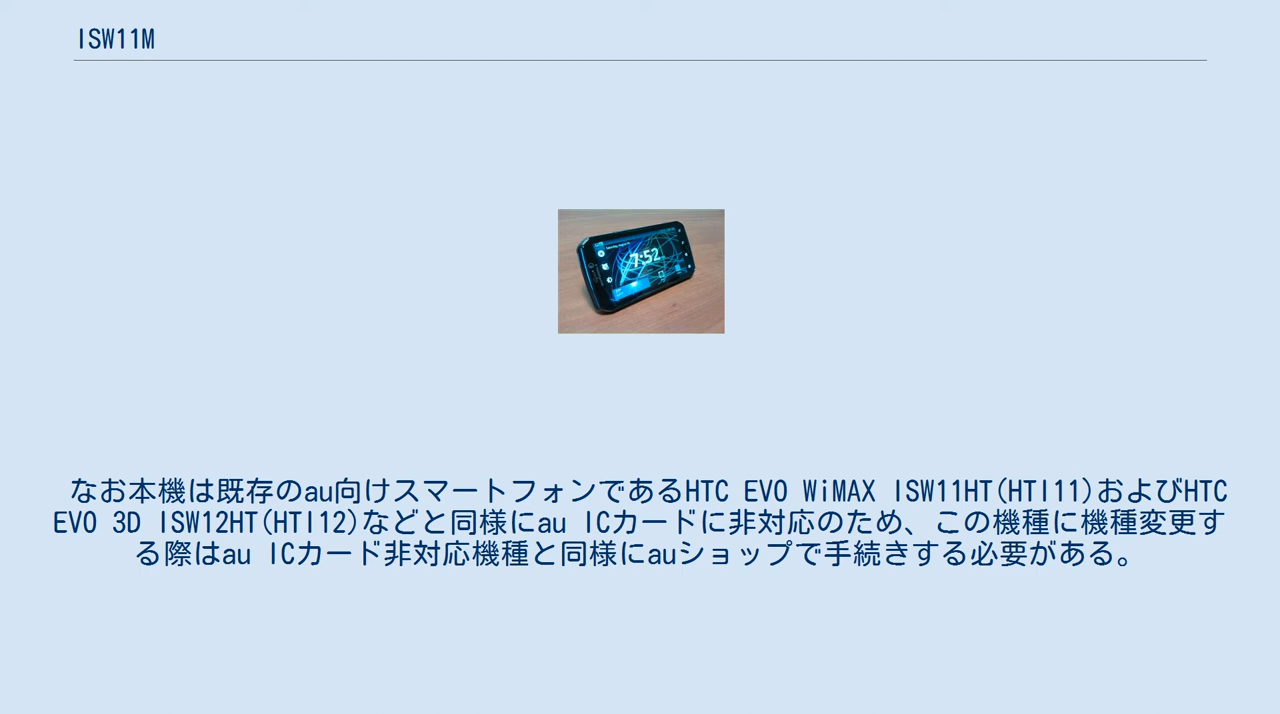 ISW11M
7:52
なお本機は既存のau向けスマートフォンであるHTC EVO WiMAX ISW11HT(HTI11)およびHTC
EVO 3D ISW12HT(HTI12)などと同様にau ICカードに非対応のため、この機種に機種変更す
る際はau ICカード非対応機種と同様にauショップで手続きする必要がある。